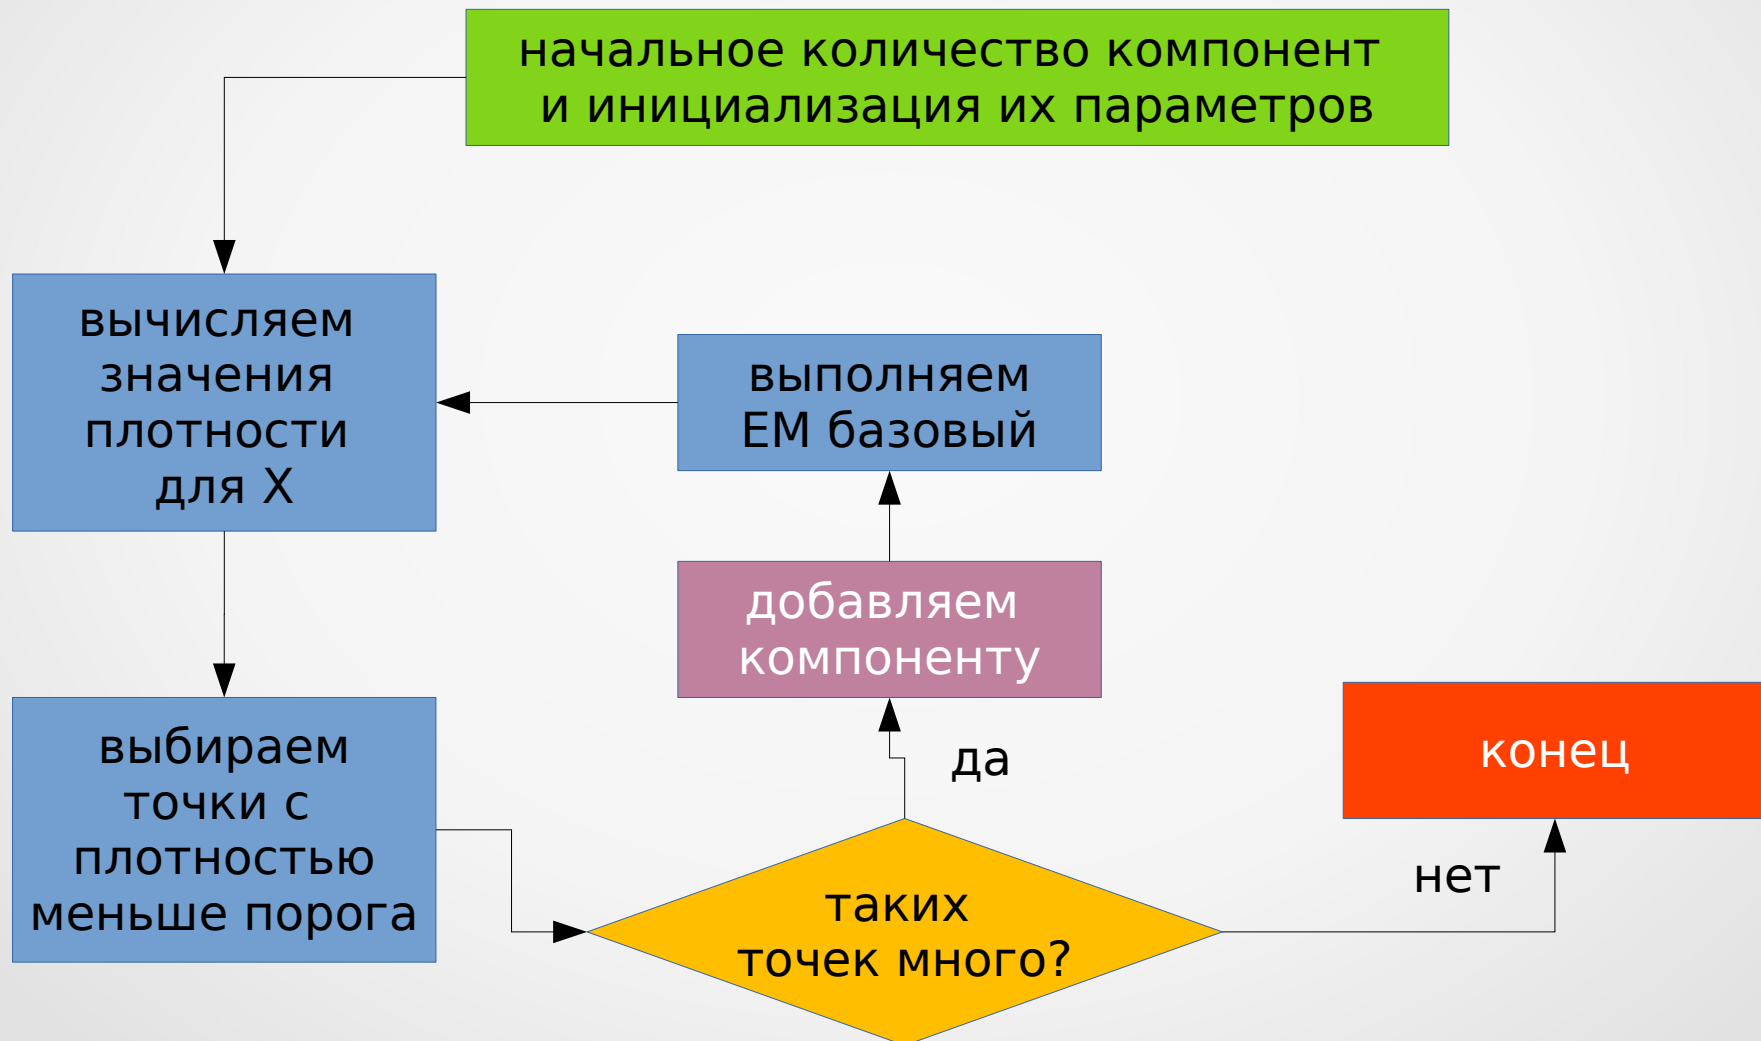 начальное количество компонент
и инициализация их параметров
вычисляем
значения
плотности
для X
выполняем
EM базовый
добавляем
компоненту
выбираем
точки с
плотностью
меньше порога
да
конец
нет
таких
точек много?